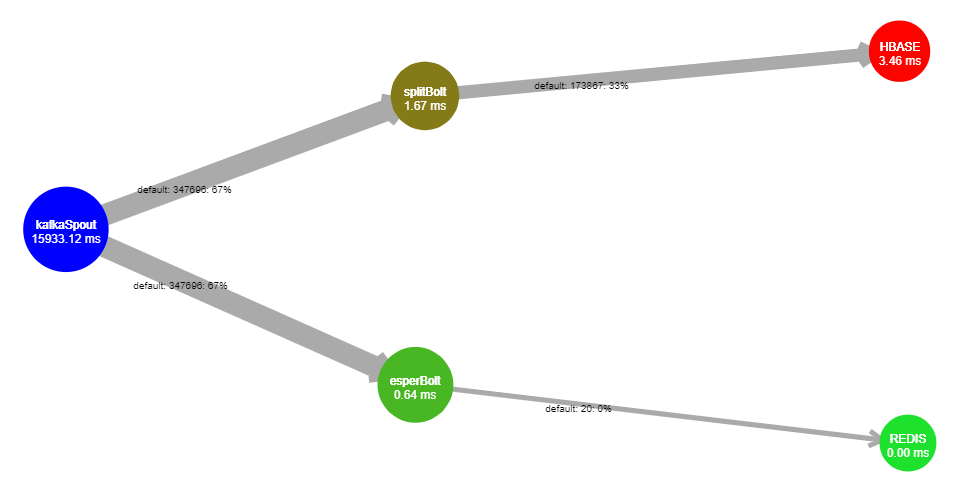 HBASE
3.46 ms
splitBolt
1.67 ms
default: 173867: 33%
default: 347696: 67%
kafkaSpout
15933.12 ms
default: 347696: 67%
esperBolt
0.64 ms
default: 20: 0%
REDIS
0.00 ms